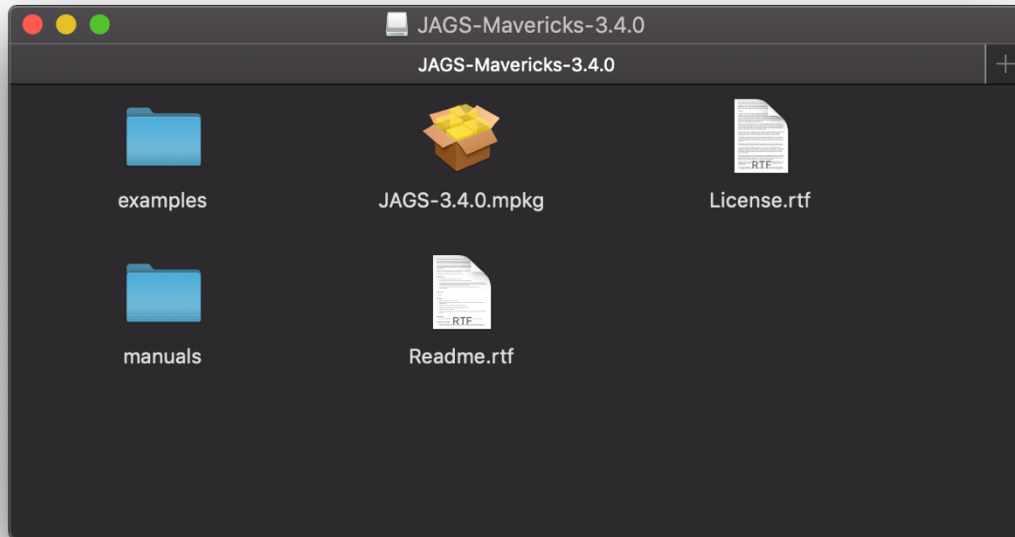 JAGS-Mavericks-3.4.0
JAGS-Mavericks-3.4.0
examples
JAGS-3.4.0.mpkg
RTF
License.rtf
manuals
RTF
Readme.rtf